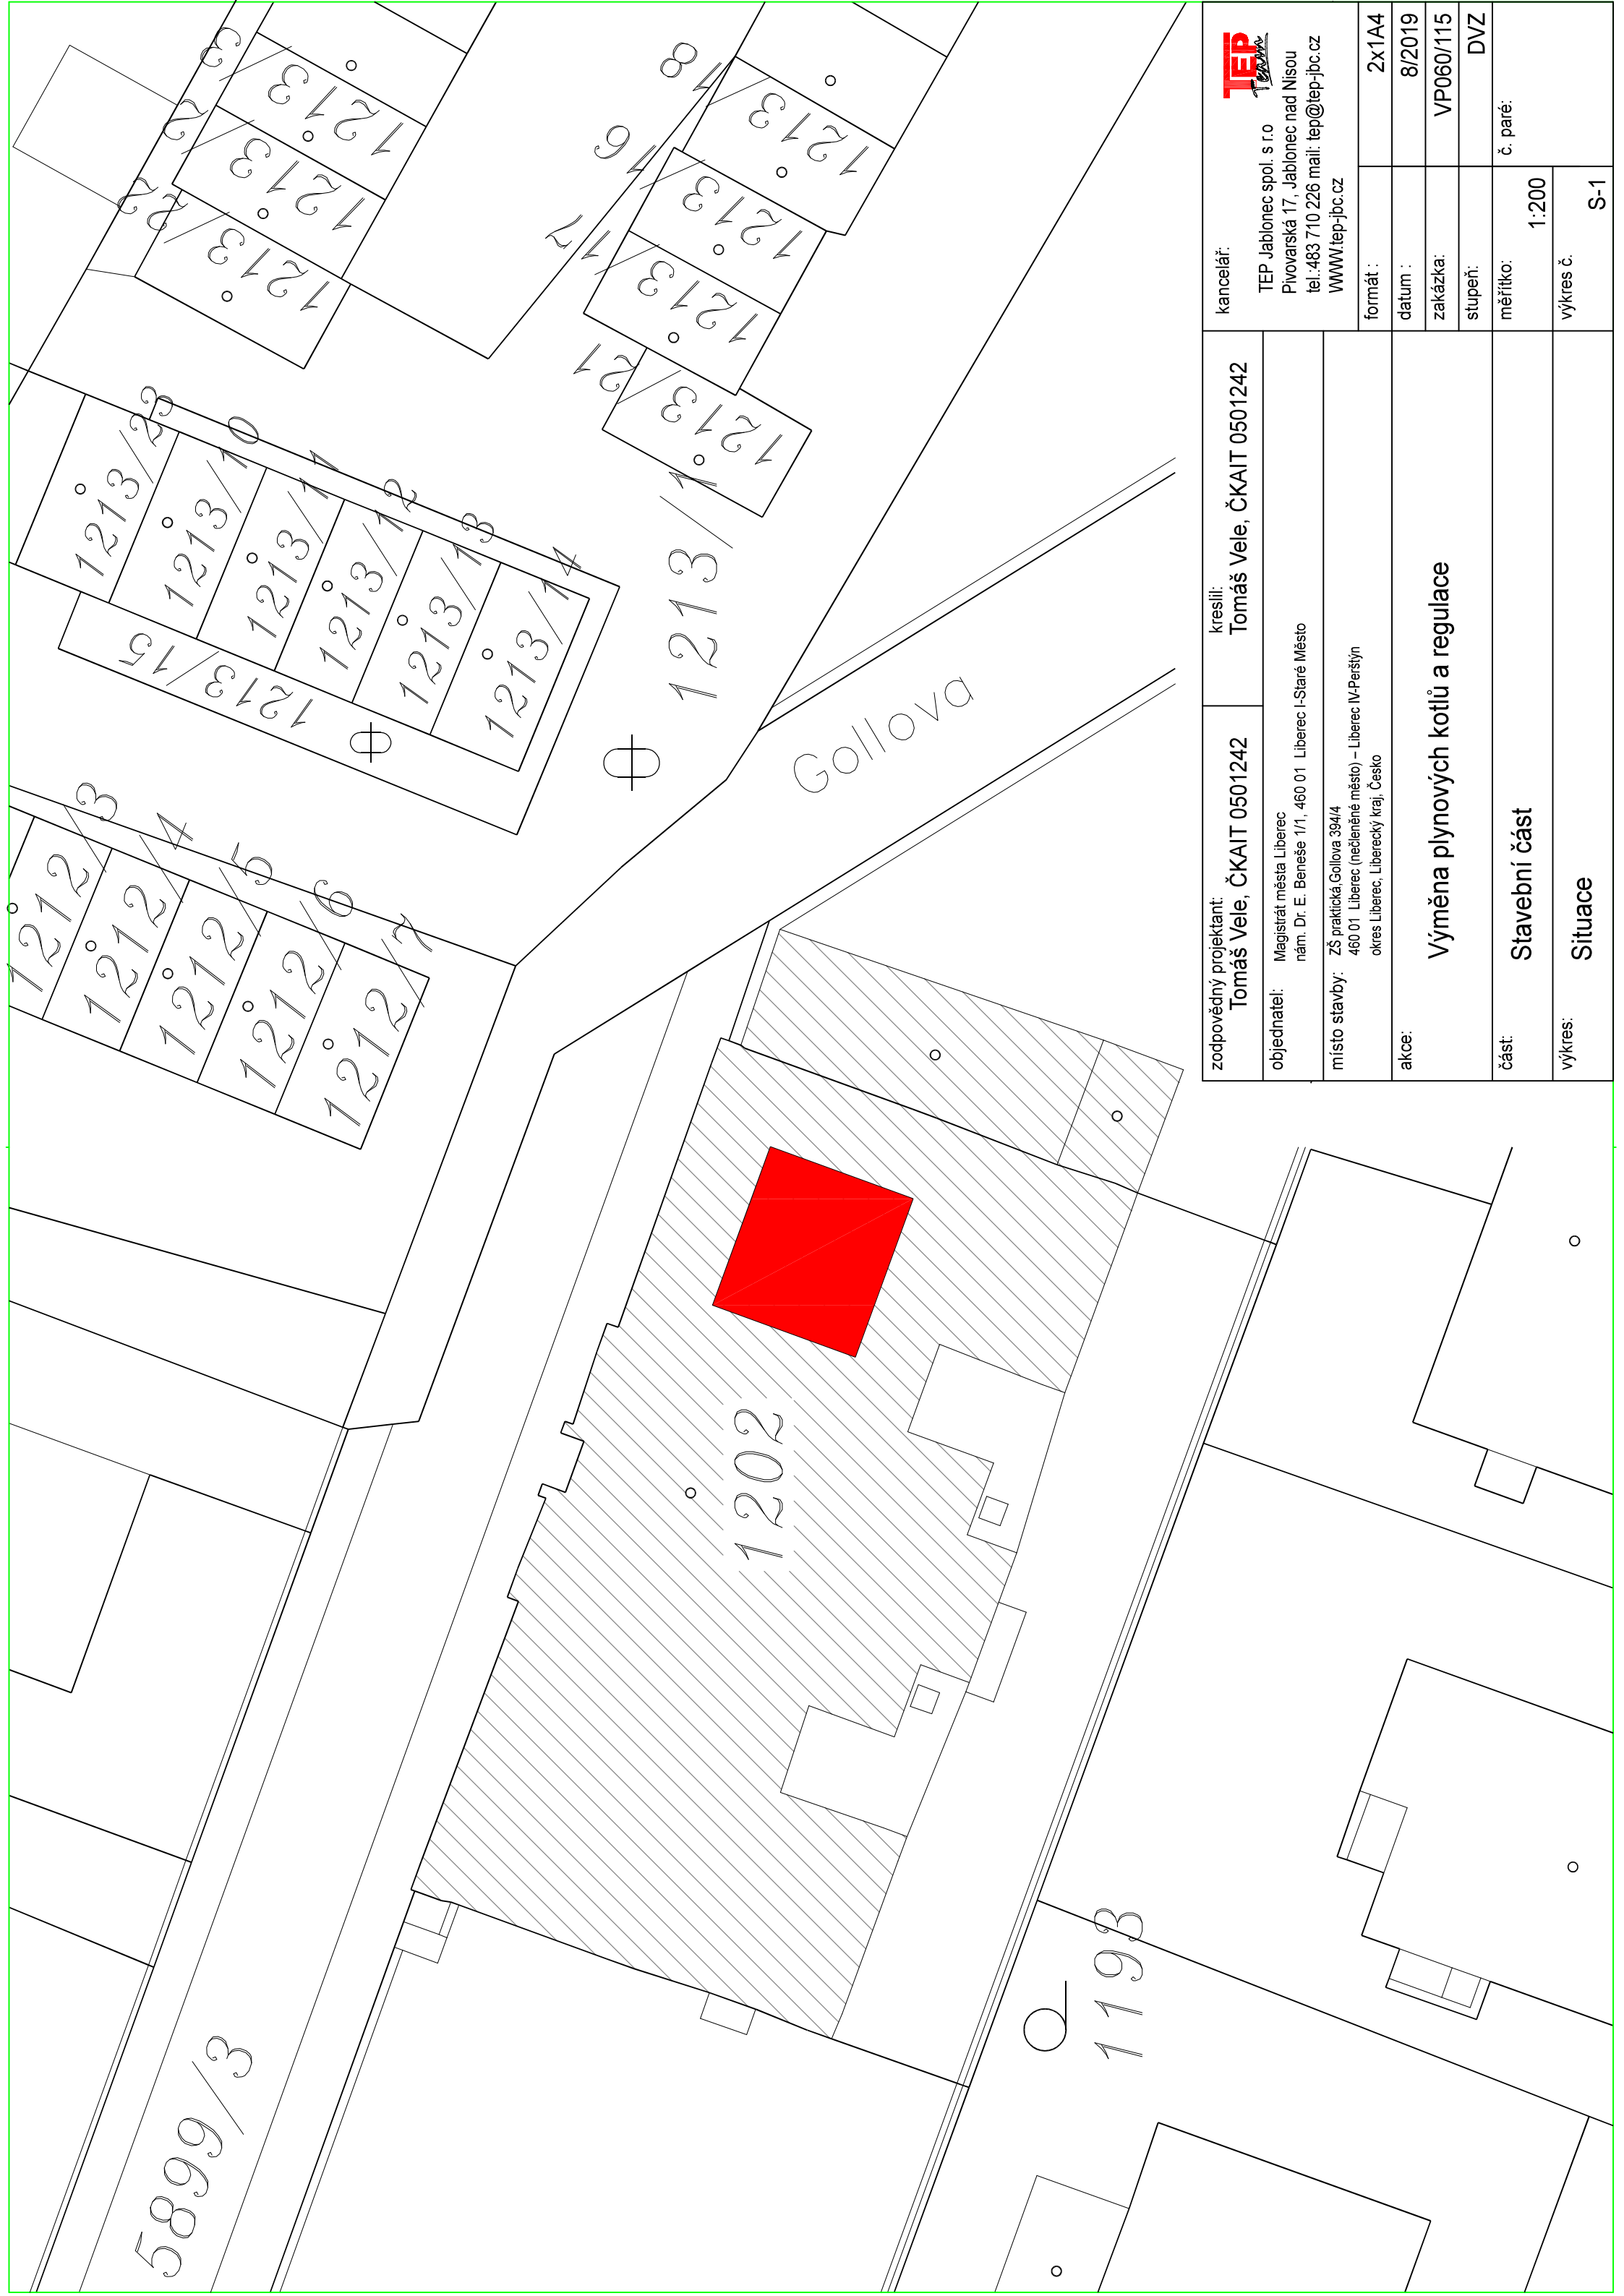 5899/3
1193
1202
Gollova
1213/1
1212/3
1212/4
1212/5
1212/6
1212/7
1213/15
1213/23
1213/10
1213/11
1213/12
1213/13
1213/14
1213/21
1213/17
1213/16
1213/18
1213/22
1213/2
1213/3
zodpovědný projektant:
Tomáš Vele, ČKAIT 0501242
kreslil:
Tomáš Vele, ČKAIT 0501242
kancelář:
TEP
Team
TEP Jablonec spol. s r.o
Pivovarská 17, Jablonec nad Nisou
tel.:483 710 226 mail: tep@tep-jbc.cz
WWW.tep-jbc.cz
objednatel:
Magistrát města Liberec
nám. Dr. E. Beneše 1/1, 460 01 Liberec I-Staré Město
místo stavby:
ZŠ praktická,Gollova 394/4
460 01 Liberec (nečleněné město) – Liberec IV-Perštýn
okres Liberec, Liberecký kraj, Česko
formát :
2x1A4
akce:
Výměna plynových kotlů a regulace
datum :
8/2019
zakázka:
VP060/115
stupeň:
DVZ
část:
Stavební část
měřítko:
1:200
č. paré:
výkres:
Situace
výkres č.
S-1